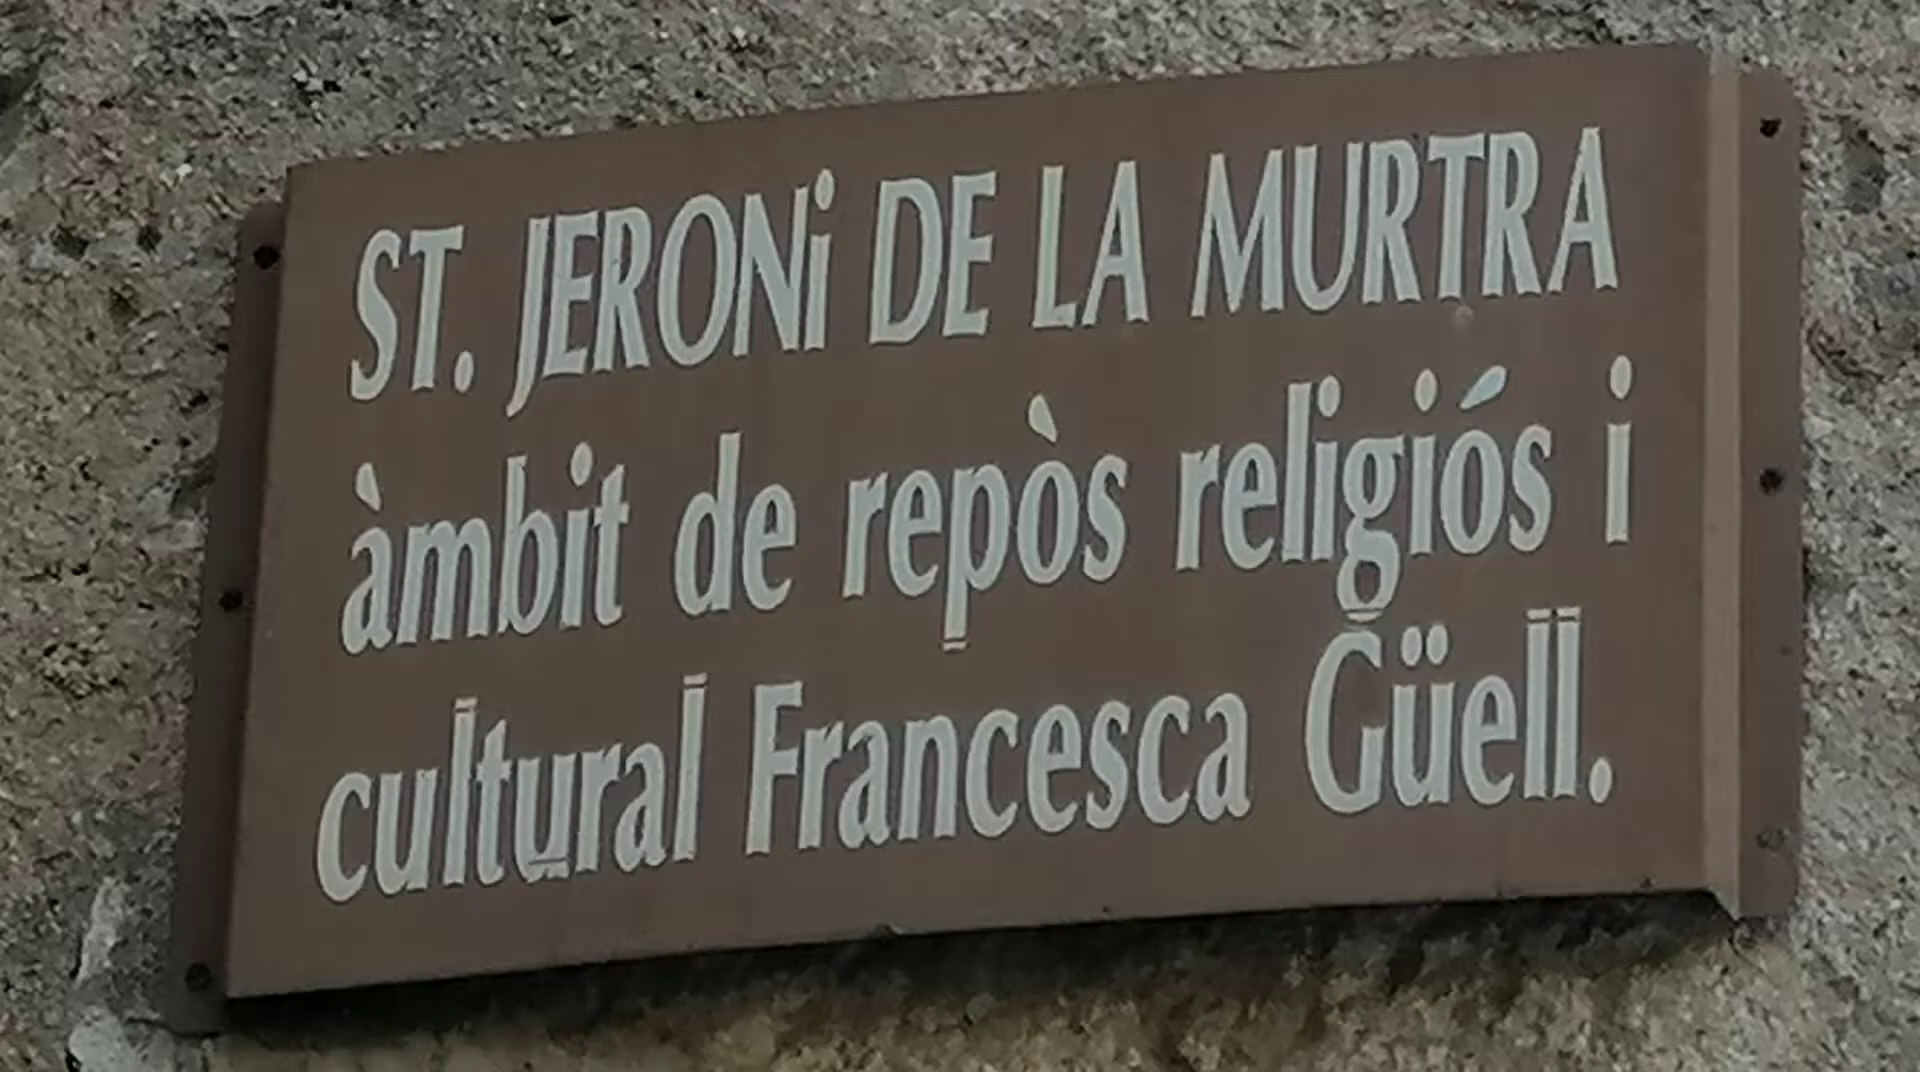 ST. JERONi DE LA MURTRA
àmbit de repòs religiós i
cultural Francesca Güell.